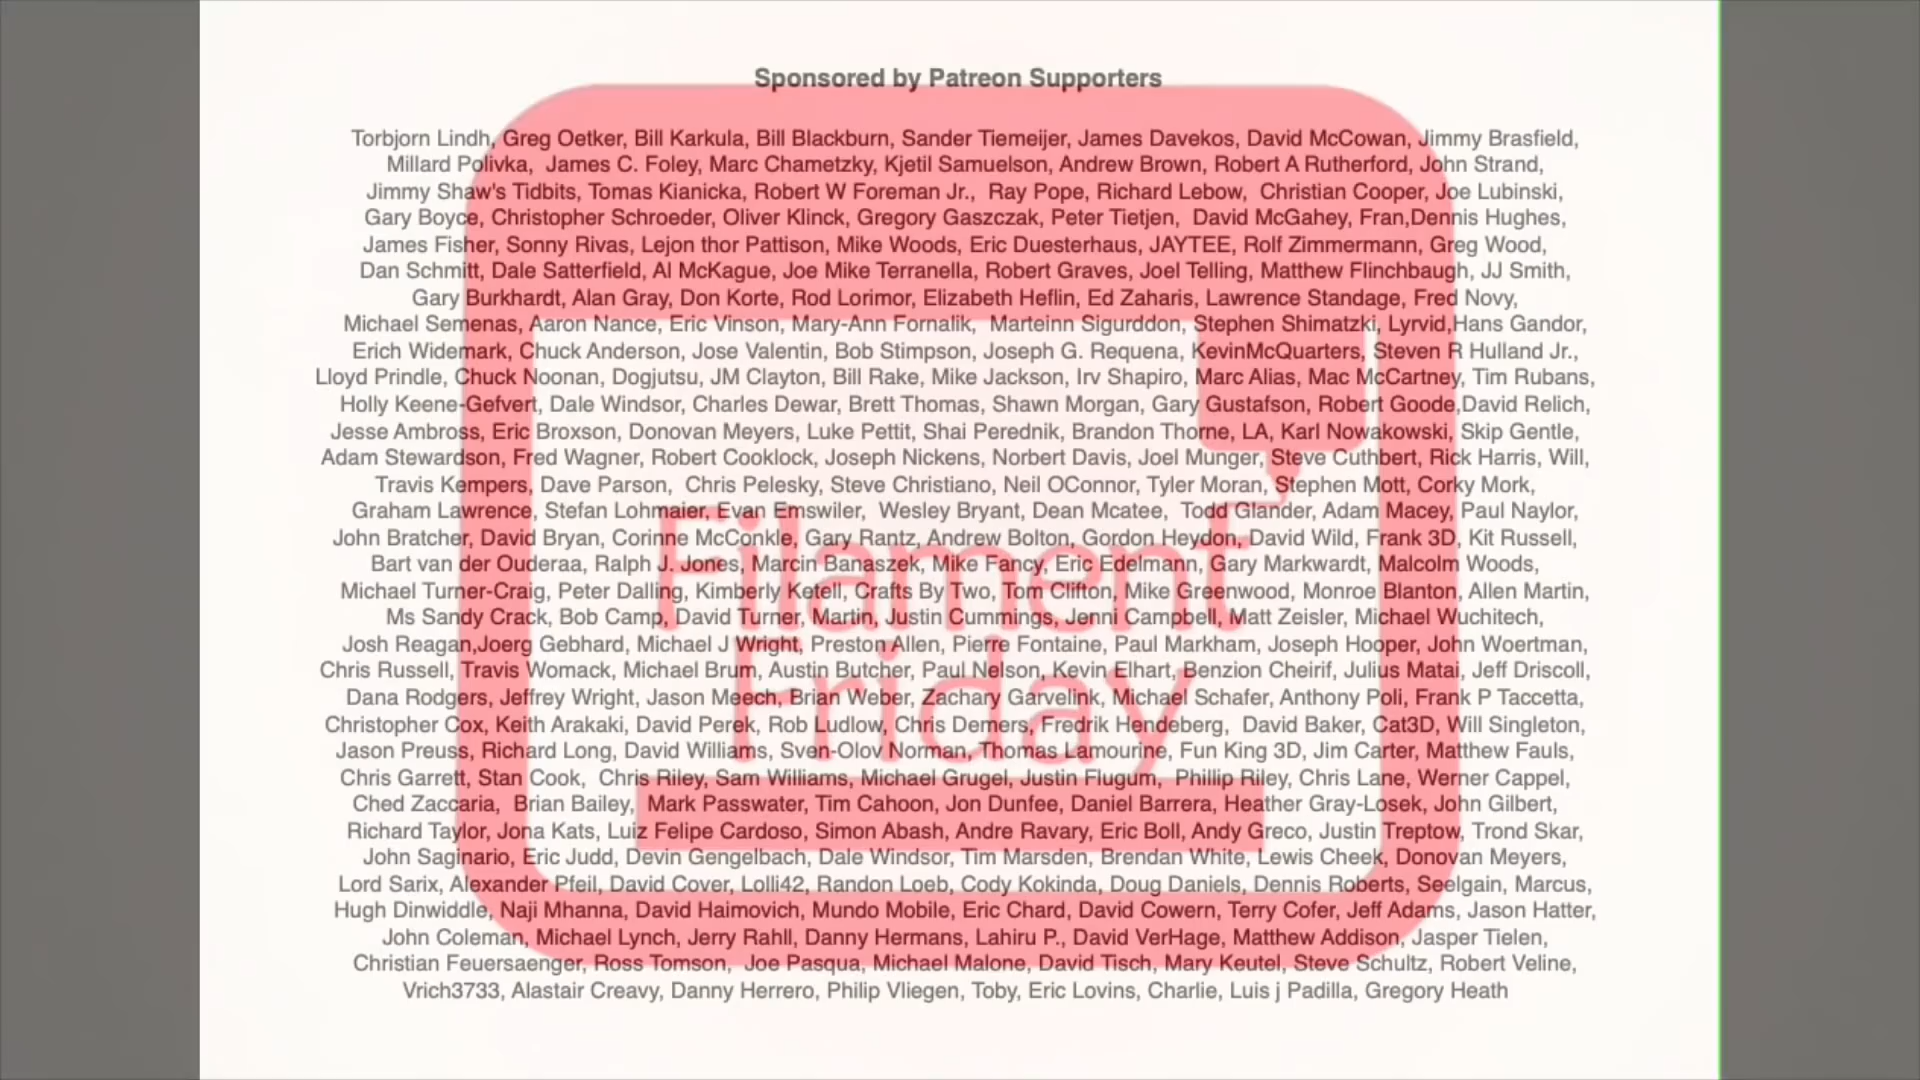 Sponsored by Patreon Supporters
Torbjorn Lindh, Greg Oetker, Bill Karkula, Bill Blackburn, Sander Tiemeijer, James Davekos, David McCowan, Jimmy Brasfield,
Millard Polivka, James C. Foley, Marc Chametzky, Kjetil Samuelson, Andrew Brown, Robert A Rutherford, John Strand,
Jimmy Shaw's Tidbits, Tomas Kianicka, Robert W Foreman Jr., Ray Pope, Richard Lebow, Christian Cooper, Joe Lubinski,
Gary Boyce, Christopher Schroeder, Oliver Klinck, Gregory Gaszczak, Peter Tietjen, David McGahey, Fran,Dennis Hughes,
James Fisher, Sonny Rivas, Lejon thor Pattison, Mike Woods, Eric Duesterhaus, JAYTEE, Rolf Zimmermann, Greg Wood,
Dan Schmitt, Dale Satterfield, Al McKague, Joe Mike Terranella, Robert Graves, Joel Telling, Matthew Flinchbaugh, JJ Smith,
Gary Burkhardt, Alan Gray, Don Korte, Rod Lorimor, Elizabeth Heflin, Ed Zaharis, Lawrence Standage, Fred Novy,
Michael Semenas, Aaron Nance, Eric Vinson, Mary-Ann Fornalik, Marteinn Sigurddon, Stephen Shimatzki, Lyrvid,Hans Gandor,
Erich Widemark, Chuck Anderson, Jose Valentin, Bob Stimpson, Joseph G. Requena, KevinMcQuarters, Steven R Hulland Jr.,
Lloyd Prindle, Chuck Noonan, Dogjutsu, JM Clayton, Bill Rake, Mike Jackson, Irv Shapiro, Marc Alias, Mac McCartney, Tim Rubans,
Holly Keene-Gefvert, Dale Windsor, Charles Dewar, Brett Thomas, Shawn Morgan, Gary Gustafson, Robert Goode,David Relich,
Jesse Ambross, Eric Broxson, Donovan Meyers, Luke Pettit, Shai Perednik, Brandon Thorne, LA, Karl Nowakowski, Skip Gentle,
Adam Stewardson, Fred Wagner, Robert Cooklock, Joseph Nickens, Norbert Davis, Joel Munger, Steve Cuthbert, Rick Harris, Will,
Travis Kempers, Dave Parson, Chris Pelesky, Steve Christiano, Neil OConnor, Tyler Moran, Stephen Mott, Corky Mork,
Graham Lawrence, Stefan Lohmaier, Evan Emswiler, Wesley Bryant, Dean Mcatee, Todd Glander, Adam Macey, Paul Naylor,
John Bratcher, David Bryan, Corinne McConkle, Gary Rantz, Andrew Bolton, Gordon Heydon, David Wild, Frank 3D, Kit Russell,
Bart van der Ouderaa, Ralph J. Jones, Marcin Banaszek, Mike Fancy, Eric Edelmann, Gary Markwardt, Malcolm Woods,
Michael Turner-Craig, Peter Dalling, Kimberly Ketell, Crafts By Two, Tom Clifton, Mike Greenwood, Monroe Blanton, Allen Martin,
Ms Sandy Crack, Bob Camp, David Turner, Martin, Justin Cummings, Jenni Campbell, Matt Zeisler, Michael Wuchitech,
Josh Reagan,Joerg Gebhard, Michael J Wright, Preston Allen, Pierre Fontaine, Paul Markham, Joseph Hooper, John Woertman,
Chris Russell, Travis Womack, Michael Brum, Austin Butcher, Paul Nelson, Kevin Elhart, Benzion Cheirif, Julius Matai, Jeff Driscoll,
Dana Rodgers, Jeffrey Wright, Jason Meech, Brian Weber, Zachary Garvelink, Michael Schafer, Anthony Poli, Frank P Taccetta,
Christopher Cox, Keith Arakaki, David Perek, Rob Ludlow, Chris Demers, Fredrik Hendeberg, David Baker, Cat3D, Will Singleton,
Jason Preuss, Richard Long, David Williams, Sven-Olov Norman, Thomas Lamourine, Fun King 3D, Jim Carter, Matthew Fauls,
Chris Garrett, Stan Cook, Chris Riley, Sam Williams, Michael Grugel, Justin Flugum, Phillip Riley, Chris Lane, Werner Cappel,
Ched Zaccaria, Brian Bailey, Mark Passwater, Tim Cahoon, Jon Dunfee, Daniel Barrera, Heather Gray-Losek, John Gilbert,
Richard Taylor, Jona Kats, Luiz Felipe Cardoso, Simon Abash, Andre Ravary, Eric Boll, Andy Greco, Justin Treptow, Trond Skar,
John Saginario, Eric Judd, Devin Gengelbach, Dale Windsor, Tim Marsden, Brendan White, Lewis Cheek, Donovan Meyers,
Lord Sarix, Alexander Pfeil, David Cover, Lolli42, Randon Loeb, Cody Kokinda, Doug Daniels, Dennis Roberts, Seelgain, Marcus,
Hugh Dinwiddle, Naji Mhanna, David Haimovich, Mundo Mobile, Eric Chard, David Cowern, Terry Cofer, Jeff Adams, Jason Hatter,
John Coleman, Michael Lynch, Jerry Rahll, Danny Hermans, Lahiru P., David VerHage, Matthew Addison, Jasper Tielen,
Christian Feuersaenger, Ross Tomson, Joe Pasqua, Michael Malone, David Tisch, Mary Keutel, Steve Schultz, Robert Veline,
Vrich3733, Alastair Creavy, Danny Herrero, Philip Vliegen, Toby, Eric Lovins, Charlie, Luis j Padilla, Gregory Heath
Filament
Friday